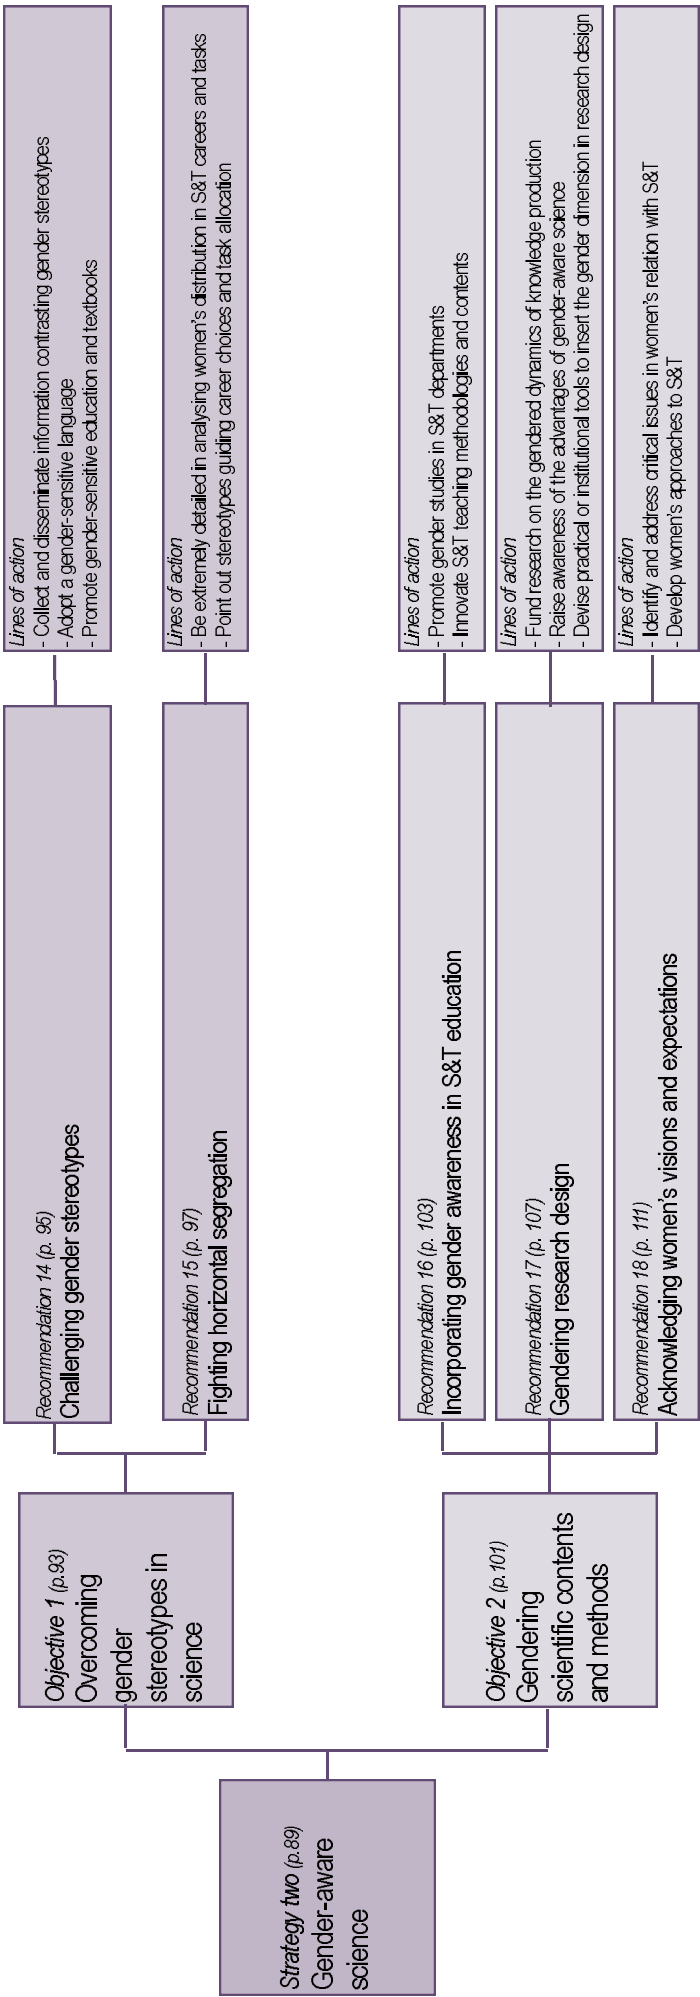 Strategy two (p.89)
Gender-aware
science
Objective 1 (p.93)
Overcoming
gender
stereotypes in
science
Recommendation 14 (p. 95)
Challenging gender stereotypes
Lines of action
- Collect and disseminate information contrasting gender stereotypes
- Adopt a gender-sensitive language
- Promote gender-sensitive education and textbooks
Recommendation 15 (p. 97)
Fighting horizontal segregation
Lines of action
- Be extremely detailed in analysing women's distribution in S&T careers and tasks
- Point out stereotypes guiding career choices and task allocation
Objective 2 (p.101)
Gendering
scientific contents
and methods
Recommendation 16 (p. 103)
Incorporating gender awareness in S&T education
Lines of action
- Promote gender studies in S&T departments
- Innovate S&T teaching methodologies and contents
Recommendation 17 (p. 107)
Gendering research design
Lines of action
- Fund research on the gendered dynamics of knowledge production
- Raise awareness of the advantages of gender-aware science
- Devise practical or institutional tools to insert the gender dimension in research design
Recommendation 18 (p. 111)
Acknowledging women's visions and expectations
Lines of action
- Identify and address critical issues in women's relation with S&T
- Develop women's approaches to S&T